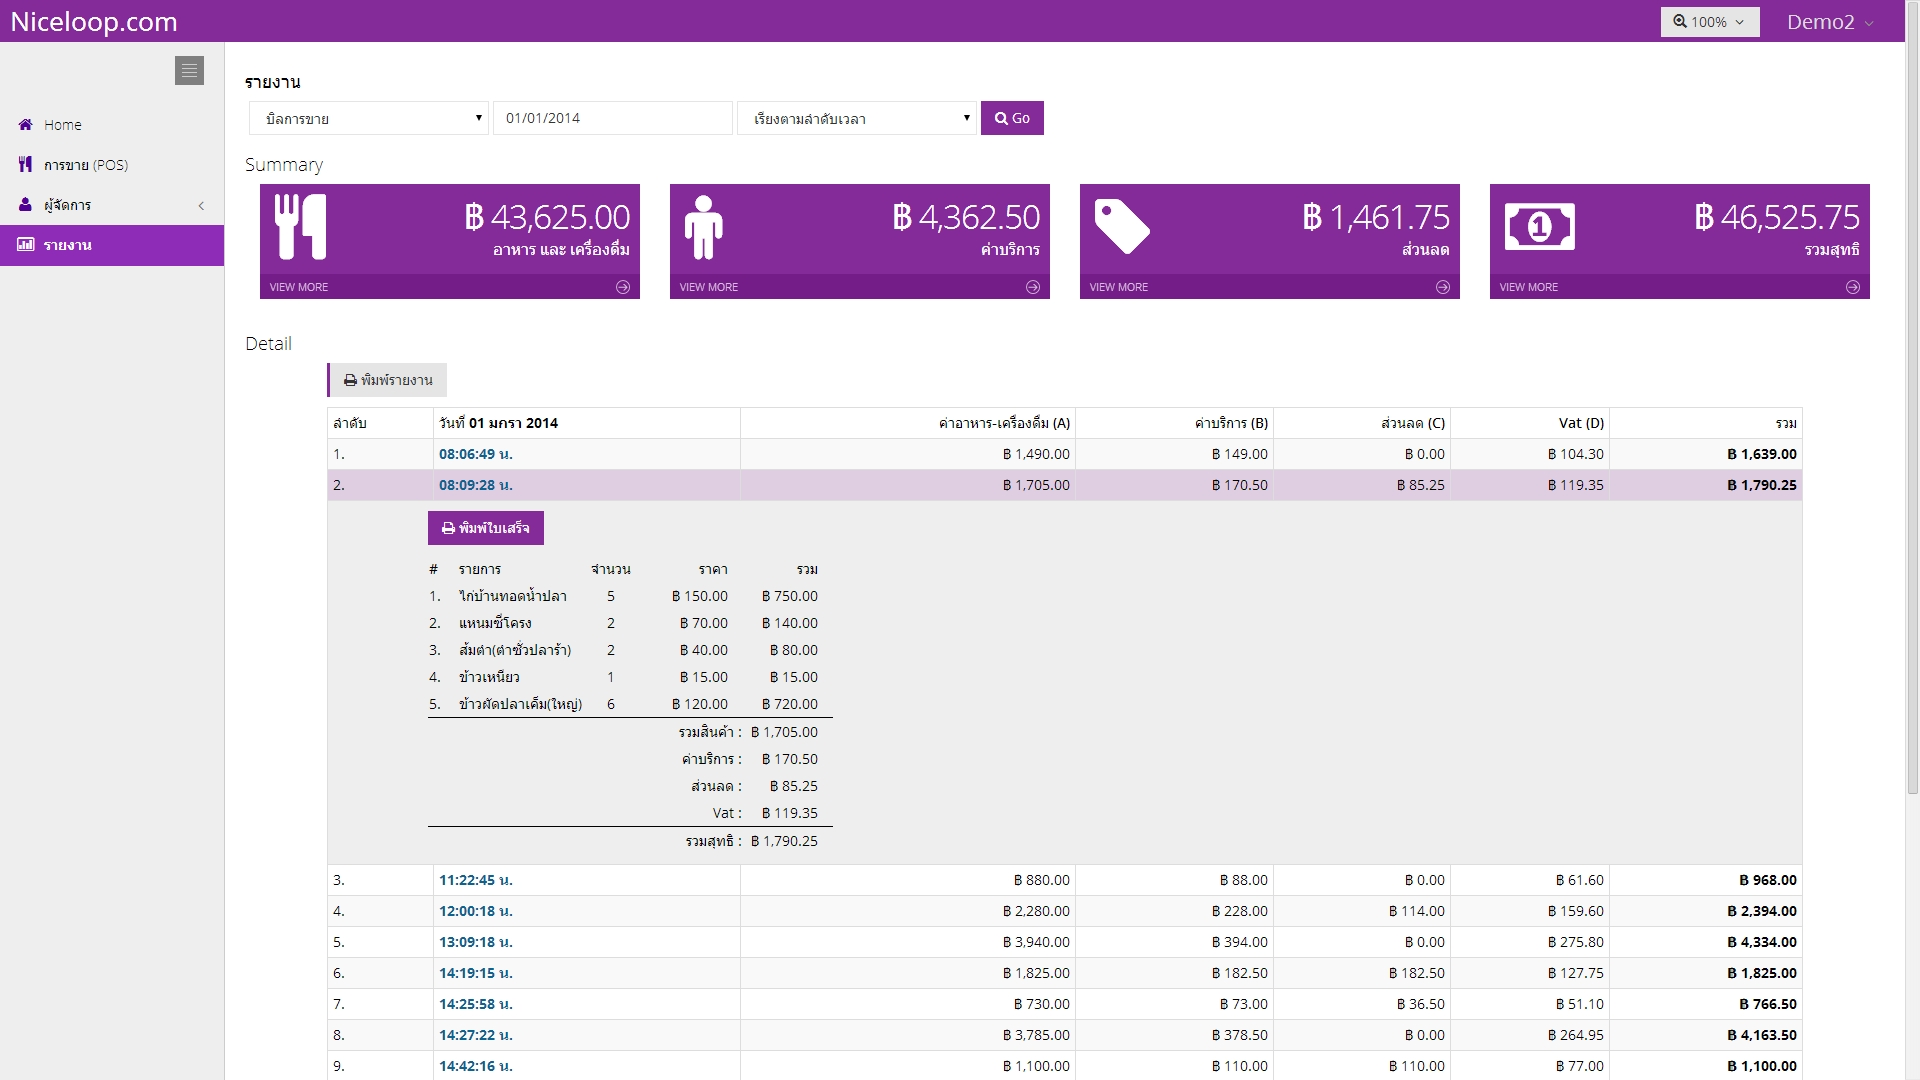 Niceloop.com
100%
Demo2
Home
การขาย (POS)
ผู้จัดการ
รายงาน
รายงาน
บิลการขาย 01/01/2014 เรียงตามลำดับเวลา Go
Summary
฿ 43,625.00
อาหาร และ เครื่องดื่ม
VIEW MORE
฿ 4,362.50
ค่าบริการ
VIEW MORE
฿ 1,461.75
ส่วนลด
VIEW MORE
1
฿ 46,525.75
รวมสุทธิ
VIEW MORE
Detail
พิมพ์รายงาน
ลำดับ วันที่ 01 มกรา 2014 ค่าอาหาร-เครื่องดื่ม (A) ค่าบริการ (B) ส่วนลด (C) Vat (D) รวม
1. 08:06:49 น. ฿ 1,490.00 ฿ 149.00 ฿ 0.00 ฿ 104.30 ฿ 1,639.00
2. 08:09:28 น. ฿ 1,705.00 ฿ 170.50 ฿ 85.25 ฿ 119.35 ฿ 1,790.25
พิมพ์ใบเสร็จ
# รายการ จำนวน ราคา รวม
1. ไก่บ้านทอดน้ำปลา 5 ฿ 150.00 ฿ 750.00
2. แหนมซี่โครง 2 ฿ 70.00 ฿ 140.00
3. ส้มตำ(ตำซั่วปลาร้า) 2 ฿ 40.00 ฿ 80.00
4. ข้าวเหนียว 1 ฿ 15.00 ฿ 15.00
5. ข้าวผัดปลาเค็ม(ใหญ่) 6 ฿ 120.00 ฿ 720.00
รวมสินค้า : ฿ 1,705.00
ค่าบริการ : ฿ 170.50
ส่วนลด : ฿ 85.25
Vat : ฿ 119.35
รวมสุทธิ : ฿ 1,790.25
3. 11:22:45 น. ฿ 880.00 ฿ 88.00 ฿ 0.00 ฿ 61.60 ฿ 968.00
4. 12:00:18 น. ฿ 2,280.00 ฿ 228.00 ฿ 114.00 ฿ 159.60 ฿ 2,394.00
5. 13:09:18 น. ฿ 3,940.00 ฿ 394.00 ฿ 0.00 ฿ 275.80 ฿ 4,334.00
6. 14:19:15 น. ฿ 1,825.00 ฿ 182.50 ฿ 182.50 ฿ 127.75 ฿ 1,825.00
7. 14:25:58 น. ฿ 730.00 ฿ 73.00 ฿ 36.50 ฿ 51.10 ฿ 766.50
8. 14:27:22 น. ฿ 3,785.00 ฿ 378.50 ฿ 0.00 ฿ 264.95 ฿ 4,163.50
9. 14:42:16 น. ฿ 1,100.00 ฿ 110.00 ฿ 110.00 ฿ 77.00 ฿ 1,100.00